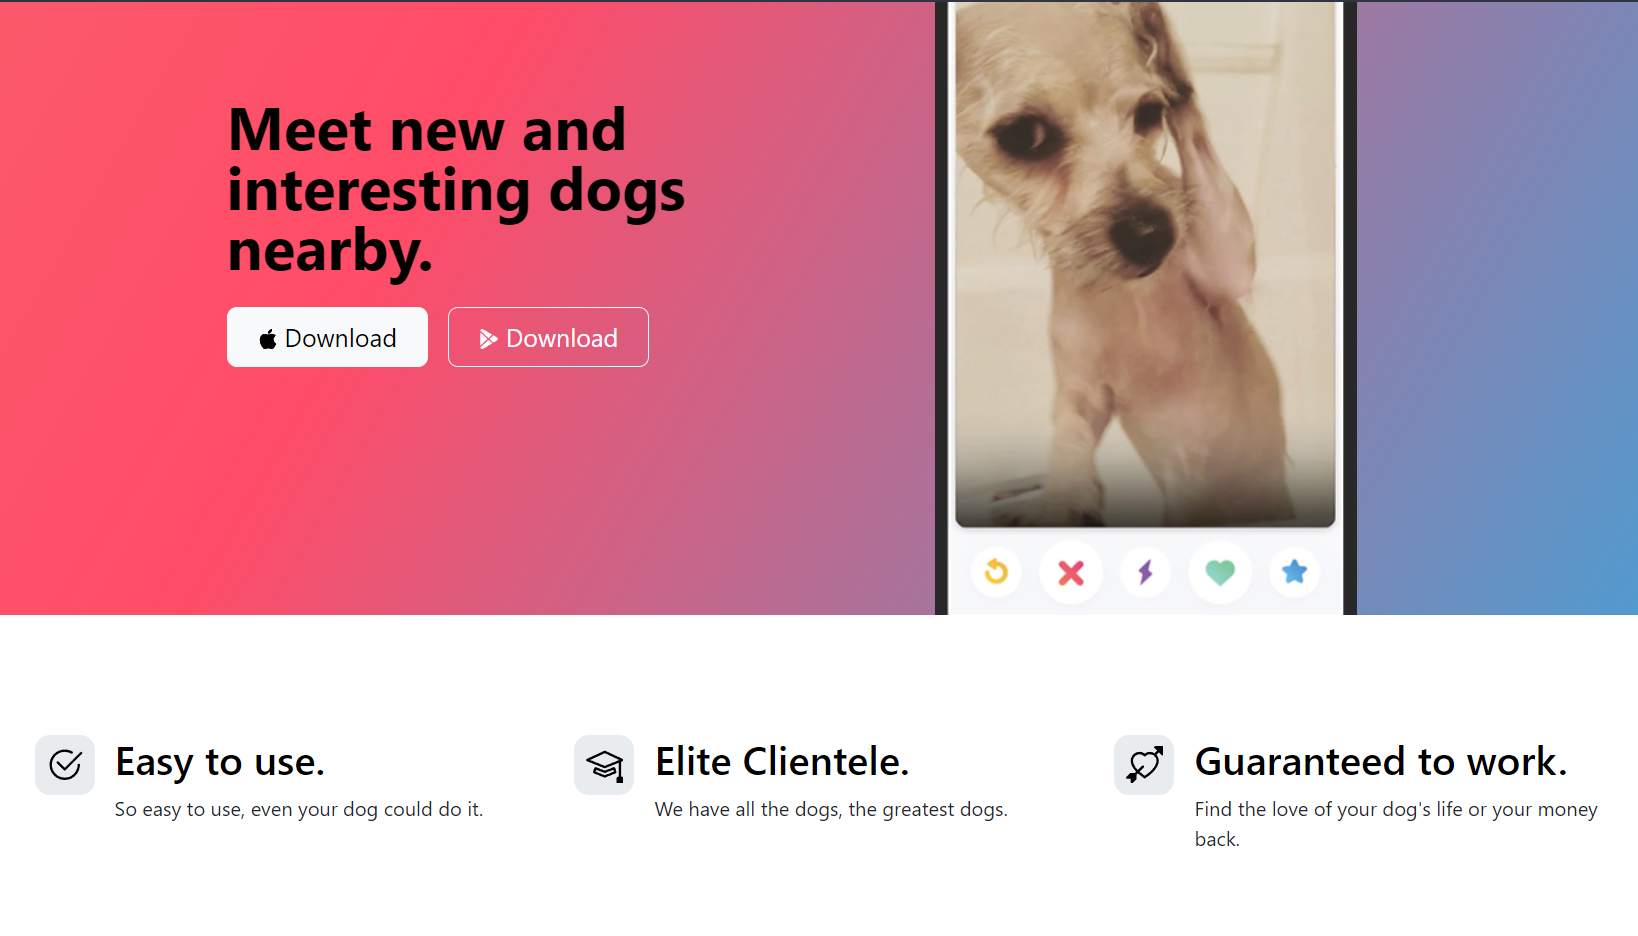 Meet new and
interesting dogs
nearby.
Download
Download
Easy to use.
So easy to use, even your dog could do it.
Elite Clientele.
We have all the dogs, the greatest dogs.
Guaranteed to work.
Find the love of your dog's life or your money
back.